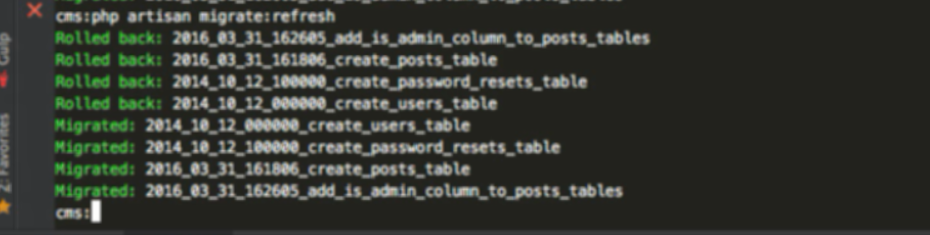 cms:php artisan migrate:refresh
Rolled back: 2016_03_31_162605_add_is_admin_column_to_posts_tables
Rolled back: 2016_03_31_161806_create_posts_table
Rolled back: 2014_10_12_100000_create_password_resets_table
Rolled back: 2014_10_12_000000_create_users_table
Migrated: 2014_10_12_000000_create_users_table
Migrated: 2014_10_12_100000_create_password_resets_table
Migrated: 2016_03_31_161806_create_posts_table
Migrated: 2016_03_31_162605_add_is_admin_column_to_posts_tables
cms:
Gulp
2: Favorites